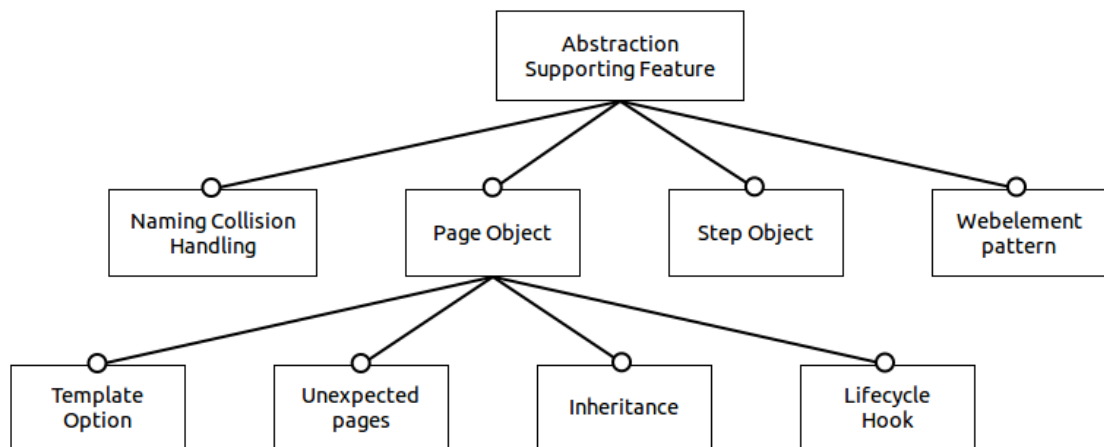 Abstraction
Supporting Feature
Naming Collision
Handling
Page Object
Step Object
Webelement
pattern
Template
Option
Unexpected
pages
Inheritance
Lifecycle
Hook